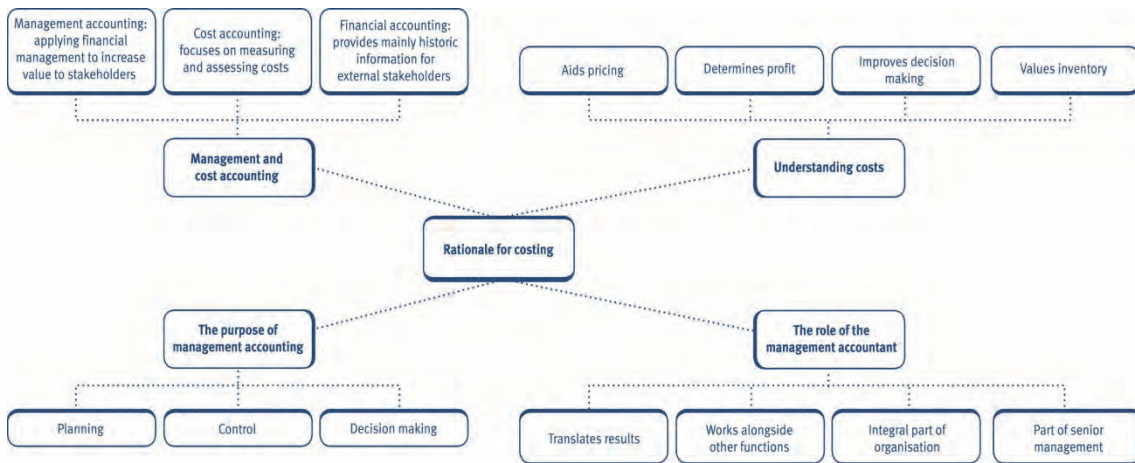 Management accounting:
applying financial
management to increase
value to stakeholders
Cost accounting:
focuses on measuring
and assessing costs
Financial accounting:
provides mainly historic
information for
external stakeholders
Aids pricing
Determines profit
Improves decision
making
Values inventory
Management and
cost accounting
Understanding costs
Rationale for costing
The purpose of
management accounting
The role of the
management accountant
Planning
Control
Decision making
Translates results
Works alongside
other functions
Integral part of
organisation
Part of senior
management